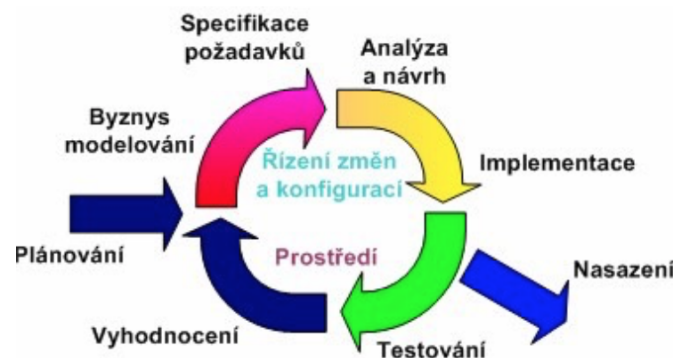 Specifikace
požadavků
Analýza
a návrh
Byznys
modelování
Řízení změn
a konfigurací
Implementace
Plánování
Prostředí
Nasazení
Vyhodnocení
Testování